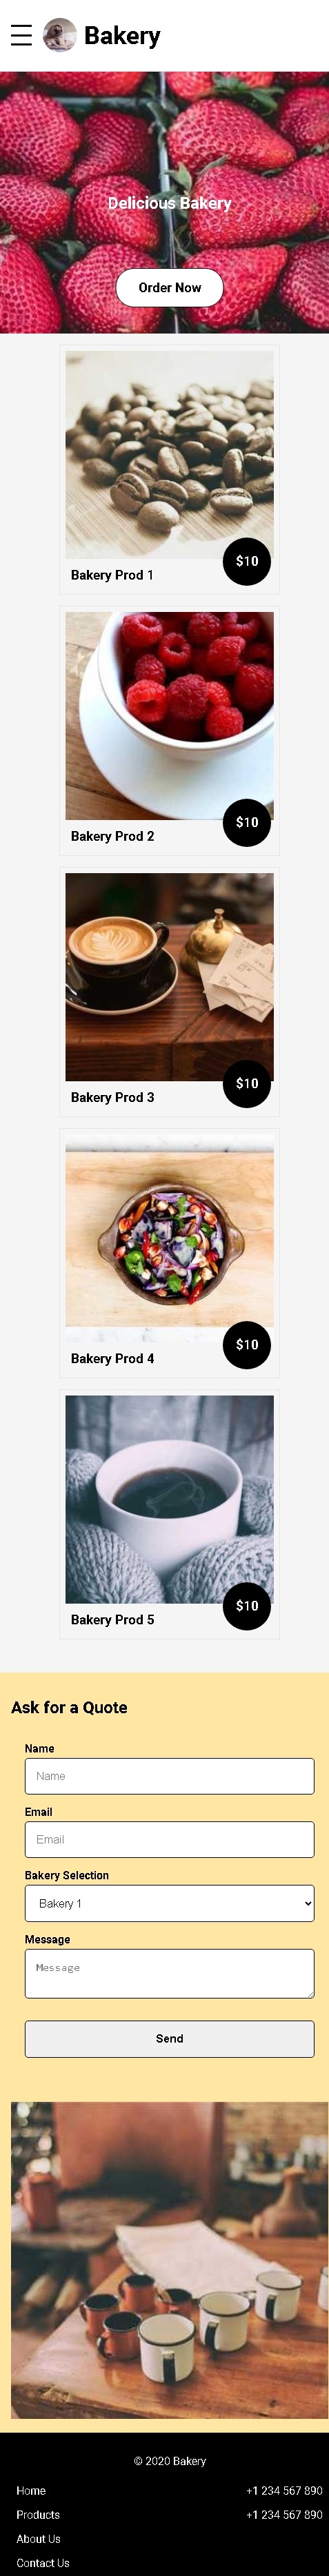 Bakery
Delicious Bakery
Order Now
$10
Bakery Prod 1
$10
Bakery Prod 2
$10
Bakery Prod 3
$10
Bakery Prod 4
$10
Bakery Prod 5
Ask for a Quote
Name
Name
Email
Email
Bakery Selection
Bakery 1
Message
Message
Send
© 2020 Bakery
Home +1 234 567 890
Products +1 234 567 890
About Us
Contact Us